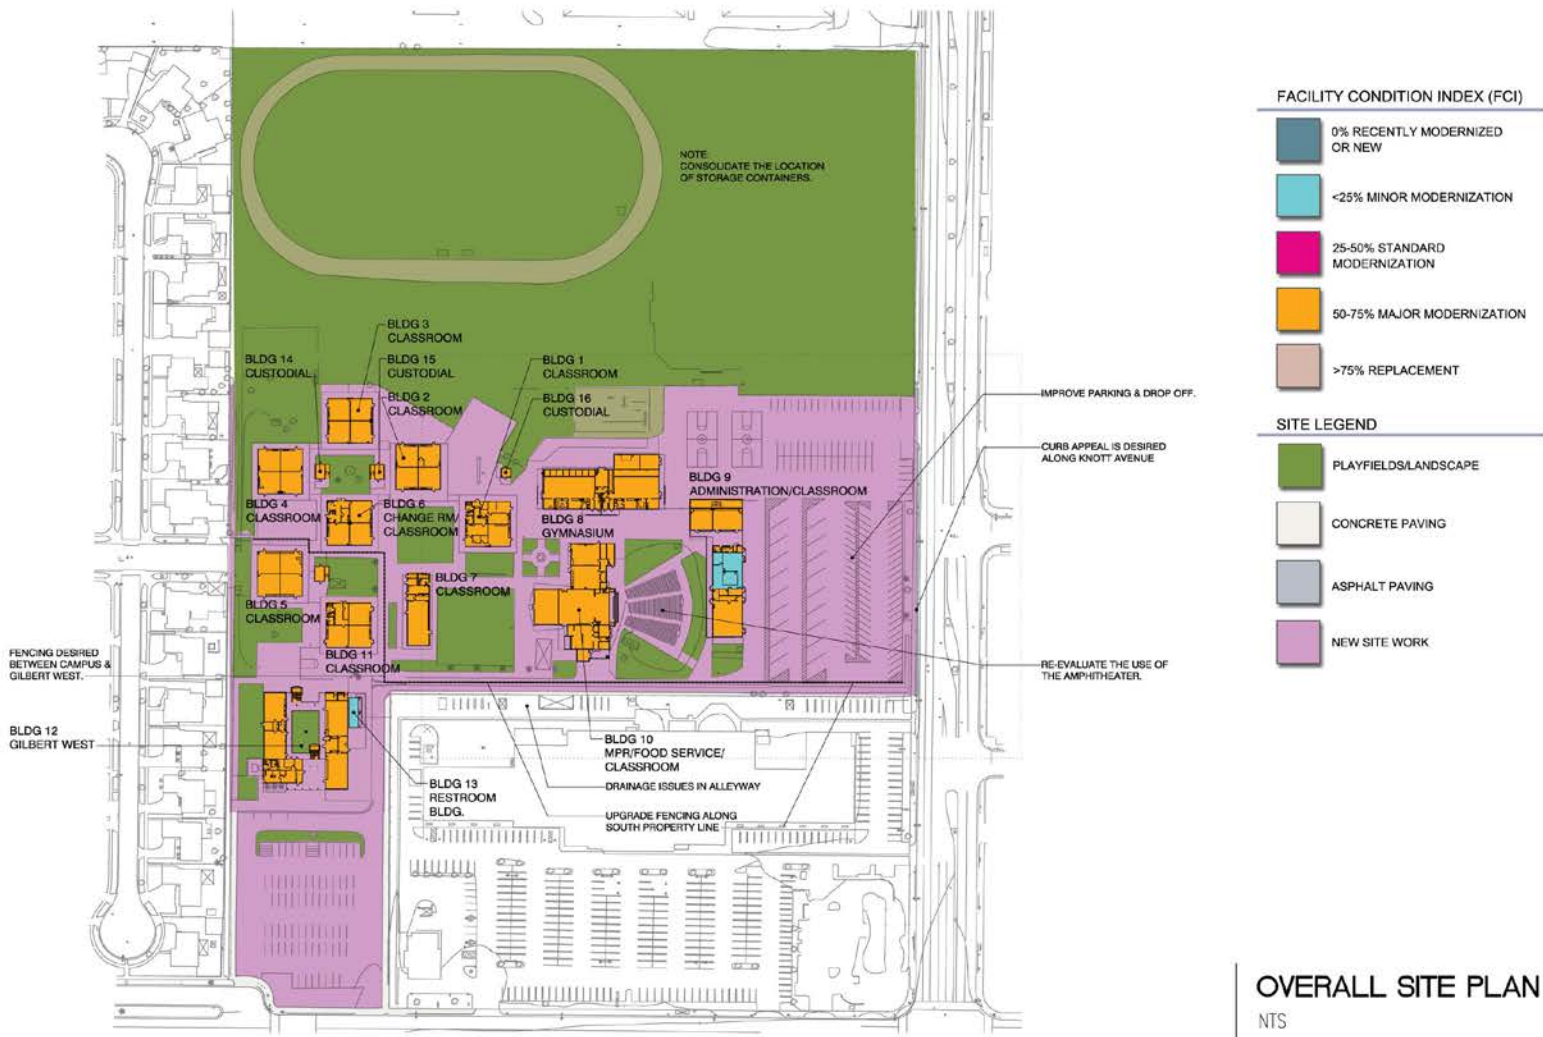 NOTE:
CONSOLIDATE THE LOCATION
OF STORAGE CONTAINERS.
BLDG 3
CLASSROOM
BLDG 14
CUSTODIAL
BLDG 15
CUSTODIAL
BLDG 2
CLASSROOM
BLDG 1
CLASSROOM
BLDG 16
CUSTODIAL
IMPROVE PARKING & DROP OFF.
CURB APPEAL IS DESIRED
ALONG KNOTT AVENUE
BLDG 9
ADMINISTRATION/CLASSROOM
BLDG 4
CLASSROOM
BLDG 6
CHANGE RM/
CLASSROOM
BLDG 8
GYMNASIUM
BLDG 7
CLASSROOM
BLDG 5
CLASSROOM
BLDG 11
CLASSROOM
FENCING DESIRED
BETWEEN CAMPUS &
GILBERT WEST.
RE-EVALUATE THE USE OF
THE AMPHITHEATER.
BLDG 12
GILBERT WEST
BLDG 10
MPR/FOOD SERVICE/
CLASSROOM
BLDG 13
RESTROOM
BLDG.
DRAINAGE ISSUES IN ALLEYWAY
UPGRADE FENCING ALONG
SOUTH PROPERTY LINE
FACILITY CONDITION INDEX (FCI)
0% RECENTLY MODERNIZED
OR NEW
<25% MINOR MODERNIZATION
25-50% STANDARD
MODERNIZATION
50-75% MAJOR MODERNIZATION
>75% REPLACEMENT
SITE LEGEND
PLAYFIELDS/LANDSCAPE
CONCRETE PAVING
ASPHALT PAVING
NEW SITE WORK
OVERALL SITE PLAN
NTS